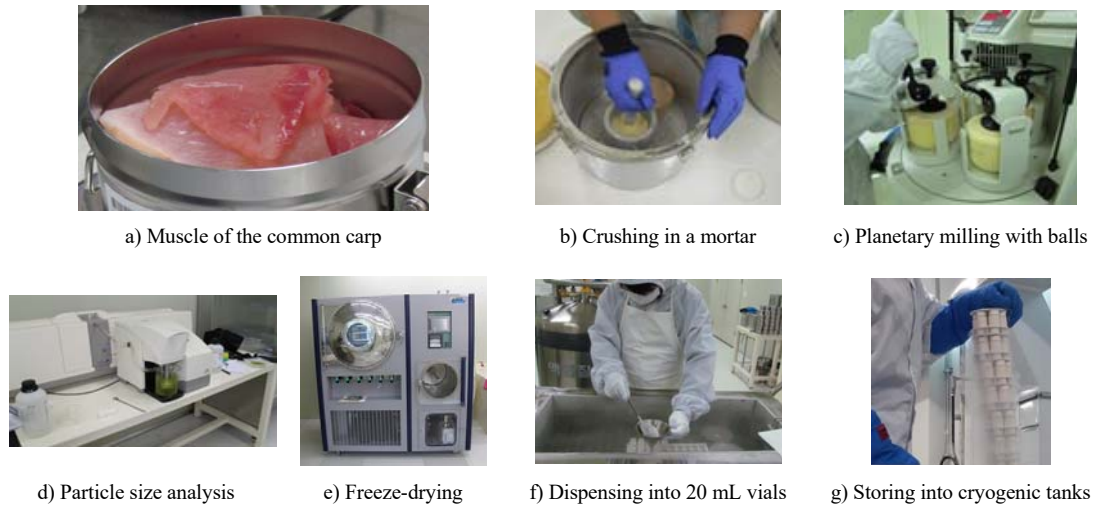 a) Muscle of the common carp
b) Crushing in a mortar
c) Planetary milling with balls
d) Particle size analysis
e) Freeze-drying
f) Dispensing into 20 mL vials
g) Storing into cryogenic tanks